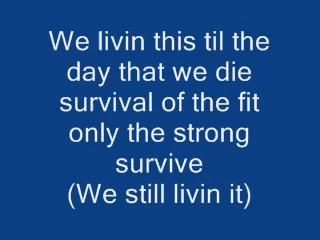 We livin this til the
day that we die
survival of the fit
only the strong
survive
(We still livin it)